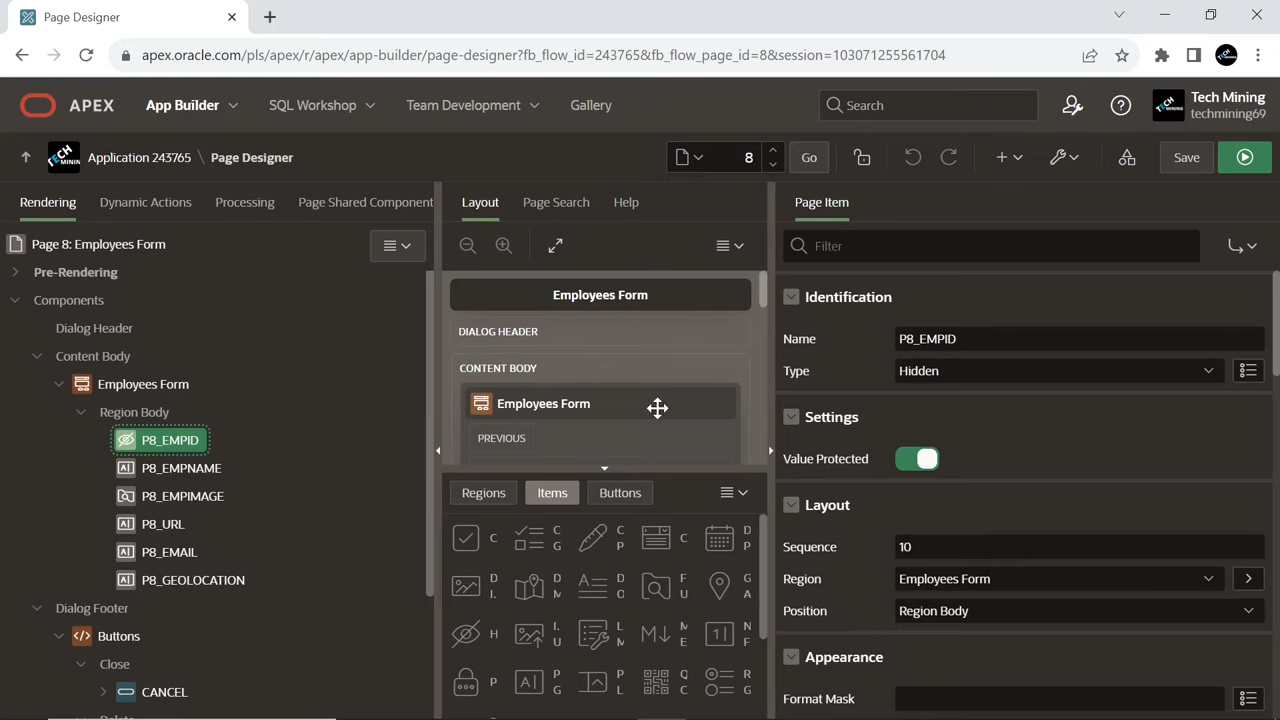 Page Designer
apex.oracle.com/pls/apex/r/apex/app-builder/page-designer?fb_flow_id=243765&fb_flow_page_id=8&session=103071255561704
APEX
App Builder
SQL Workshop
Team Development
Gallery
Search
Tech Mining
techmining69
Application 243765 \ Page Designer
8
Go
Save
Rendering
Dynamic Actions
Processing
Page Shared Component
Page 8: Employees Form
Pre-Rendering
Components
Dialog Header
Content Body
Employees Form
Region Body
P8_EMPID
P8_EMPNAME
P8_EMPIMAGE
P8_URL
P8_EMAIL
P8_GEOLOCATION
Dialog Footer
Buttons
Close
CANCEL
Layout
Page Search
Help
Employees Form
DIALOG HEADER
CONTENT BODY
Employees Form
PREVIOUS
Regions
Items
Buttons
C
C G
C P
C
D P
D I.
D M
D O
F U
G A
H
I. U
L M
M E
N F
P
P G
P L
Q C
R G
Page Item
Filter
Identification
Name
P8_EMPID
Type
Hidden
Settings
Value Protected
Layout
Sequence
10
Region
Employees Form
Position
Region Body
Appearance
Format Mask